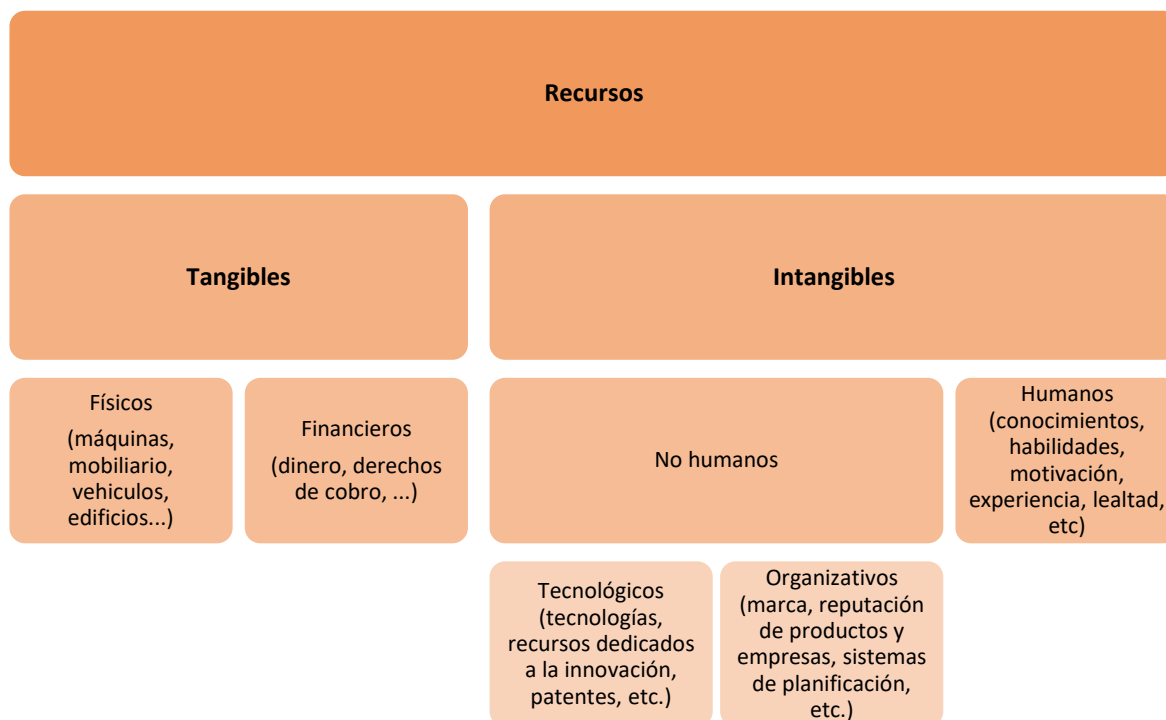 Recursos
Tangibles
Intangibles
Físicos
(máquinas,
mobiliario,
vehiculos,
edificios...)
Financieros
(dinero, derechos
de cobro, ...)
No humanos
Humanos
(conocimientos,
habilidades,
motivación,
experiencia, lealtad,
etc)
Tecnológicos
(tecnologías,
recursos dedicados
a la innovación,
patentes, etc.)
Organizativos
(marca, reputación
de productos y
empresas, sistemas
de planificación,
etc.)